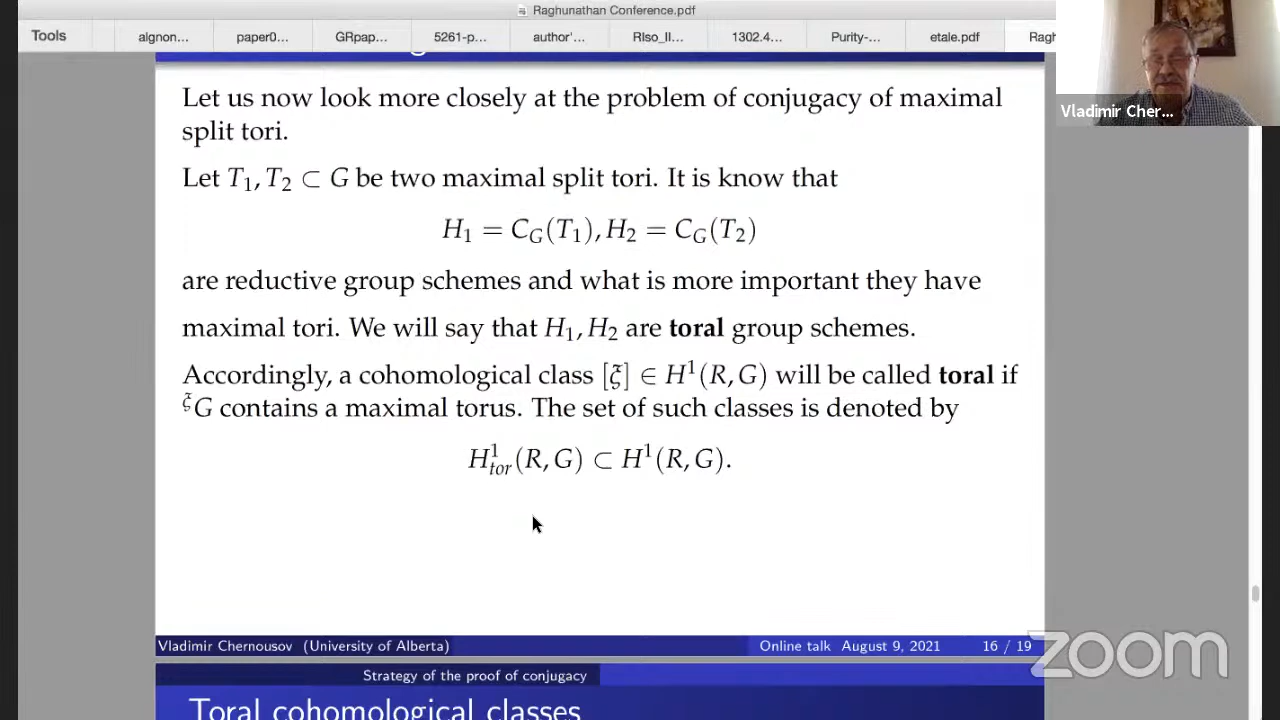 Raghunathan Conference.pdf
Tools algnon... paper0... GRpap... 5261-p... author'... RIso_II... 1302.4... Purity-... etale.pdf Ragh
Vladimir Cher...
Let us now look more closely at the problem of conjugacy of maximal
split tori.
Let T₁, T₂ ⊂ G be two maximal split tori. It is know that
H₁ = C_G(T₁), H₂ = C_G(T₂)
are reductive group schemes and what is more important they have
maximal tori. We will say that H₁, H₂ are toral group schemes.
Accordingly, a cohomological class [ξ] ∈ H¹(R, G) will be called toral if
^ξG contains a maximal torus. The set of such classes is denoted by
H¹_tor(R, G) ⊂ H¹(R, G).
Vladimir Chernousov (University of Alberta) Online talk August 9, 2021 16 / 19
zoom
Strategy of the proof of conjugacy
Toral cohomological classes